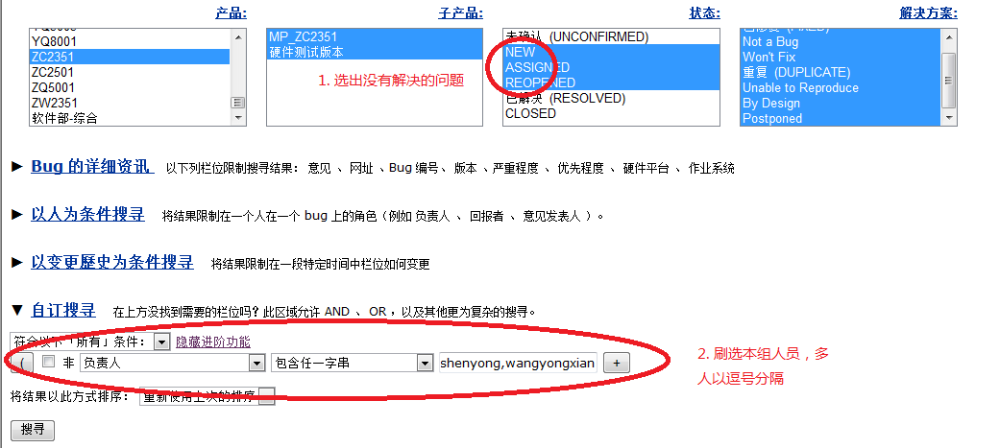 产品:
子产品:
状态:
解决方案:
YQ8001
ZC2351
ZC2501
ZQ5001
ZW2351
软件部-综合
MP_ZC2351
硬件测试版本
1. 选出没有解决的问题
未确认 (UNCONFIRMED)
NEW
ASSIGNED
REOPENED
已解决 (RESOLVED)
CLOSED
Not a Bug
Won't Fix
重复 (DUPLICATE)
Unable to Reproduce
By Design
Postponed
Bug 的详细资讯 以下列栏位限制搜寻结果： 意见 、 网址 、Bug 编号、 版本 、严重程度 、 优先程度 、 硬件平台 、 作业系统
以人为条件搜寻 将结果限制在一个人在一个 bug 上的角色（例如 负责人 、 回报者 、 意见发表人 ）。
以变更歷史为条件搜寻 将结果限制在一段特定时间中栏位如何变更
自订搜寻 在上方没找到需要的栏位吗？此区域允许 AND 、 OR ，以及其他更为复杂的搜寻。
符合以下「所有」条件： 隐藏进阶功能
( 非 负责人 包含任一字串 shenyong,wangyongxian +
2. 刷选本组人员，多
人以逗号分隔
将结果以此方式排序： 重新使用上次的排序
搜寻